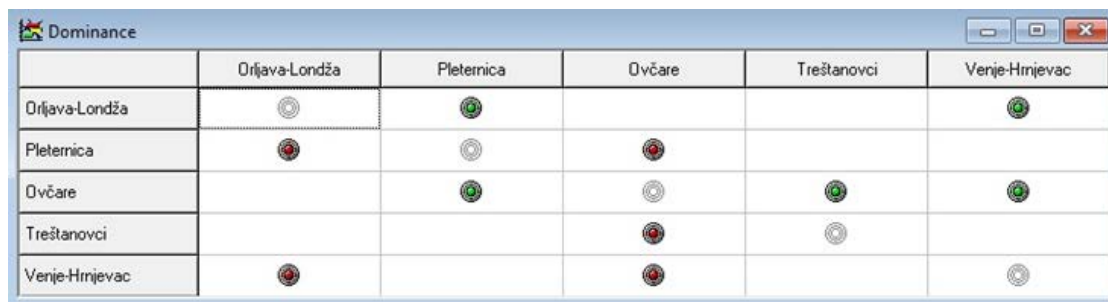 Dominance
Orljava-Londža Pleternica Ovčare Treštanovci Venje-Hrnjevac
Orljava-Londža
Pleternica
Ovčare
Treštanovci
Venje-Hrnjevac